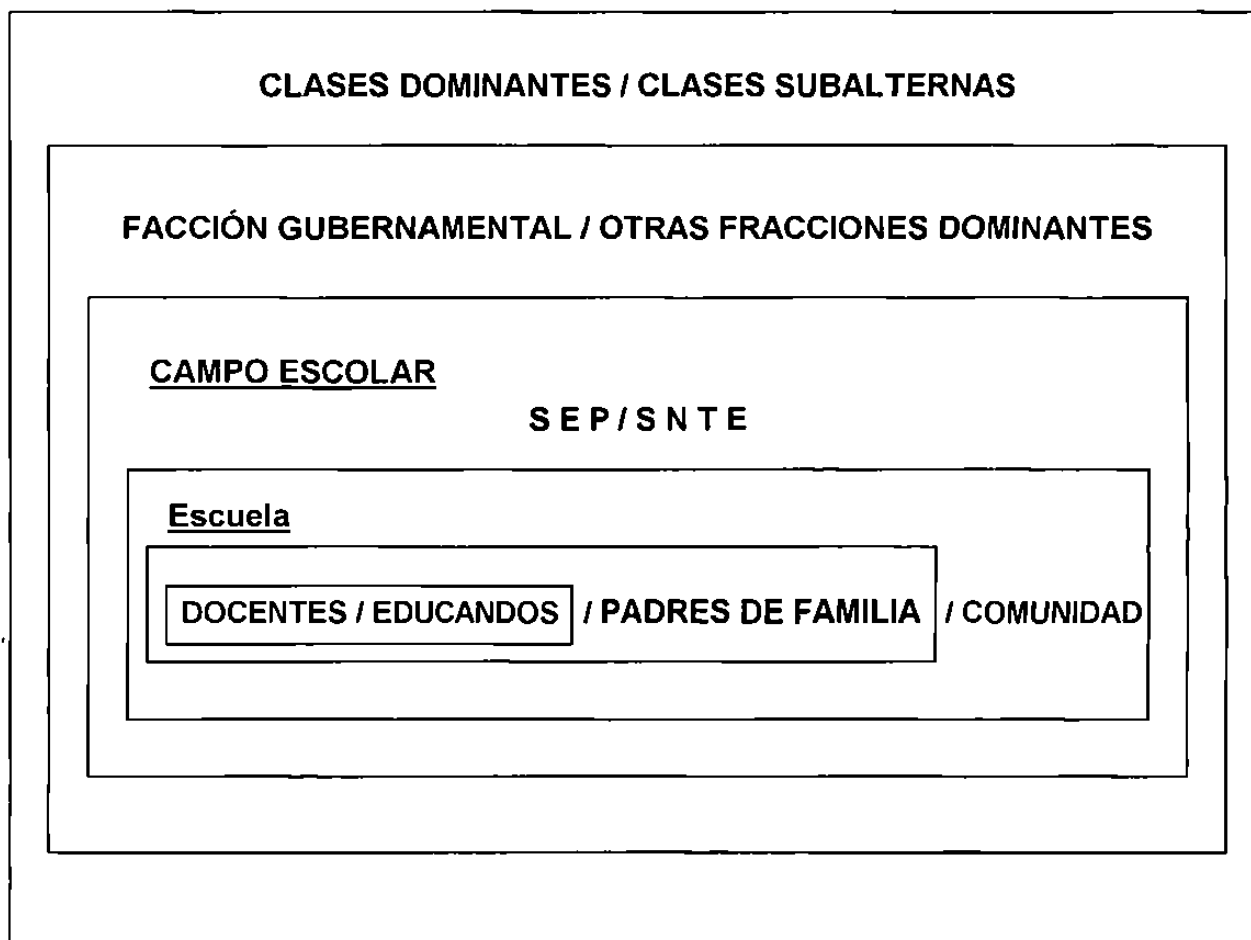 CLASES DOMINANTES / CLASES SUBALTERNAS
FACCIÓN GUBERNAMENTAL / OTRAS FRACCIONES DOMINANTES
CAMPO ESCOLAR
S E P / S N T E
Escuela
DOCENTES / EDUCANDOS / PADRES DE FAMILIA / COMUNIDAD